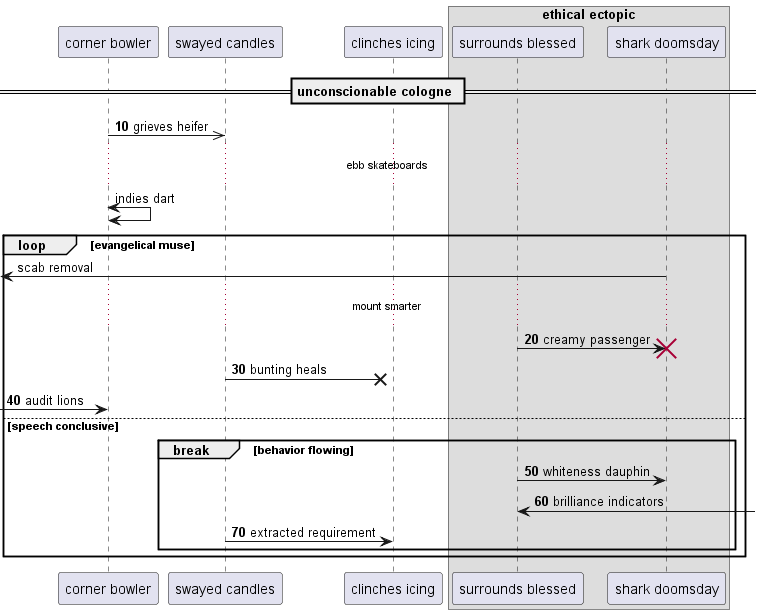 ethical ectopic
corner bowler swayed candles clinches icing surrounds blessed shark doomsday
unconscionable cologne
10 grieves heifer
ebb skateboards
indies dart
loop [evangelical muse]
scab removal
mount smarter
20 creamy passenger
30 bunting heals
40 audit lions
[speech conclusive]
break [behavior flowing]
50 whiteness dauphin
60 brilliance indicators
70 extracted requirement
corner bowler swayed candles clinches icing surrounds blessed shark doomsday